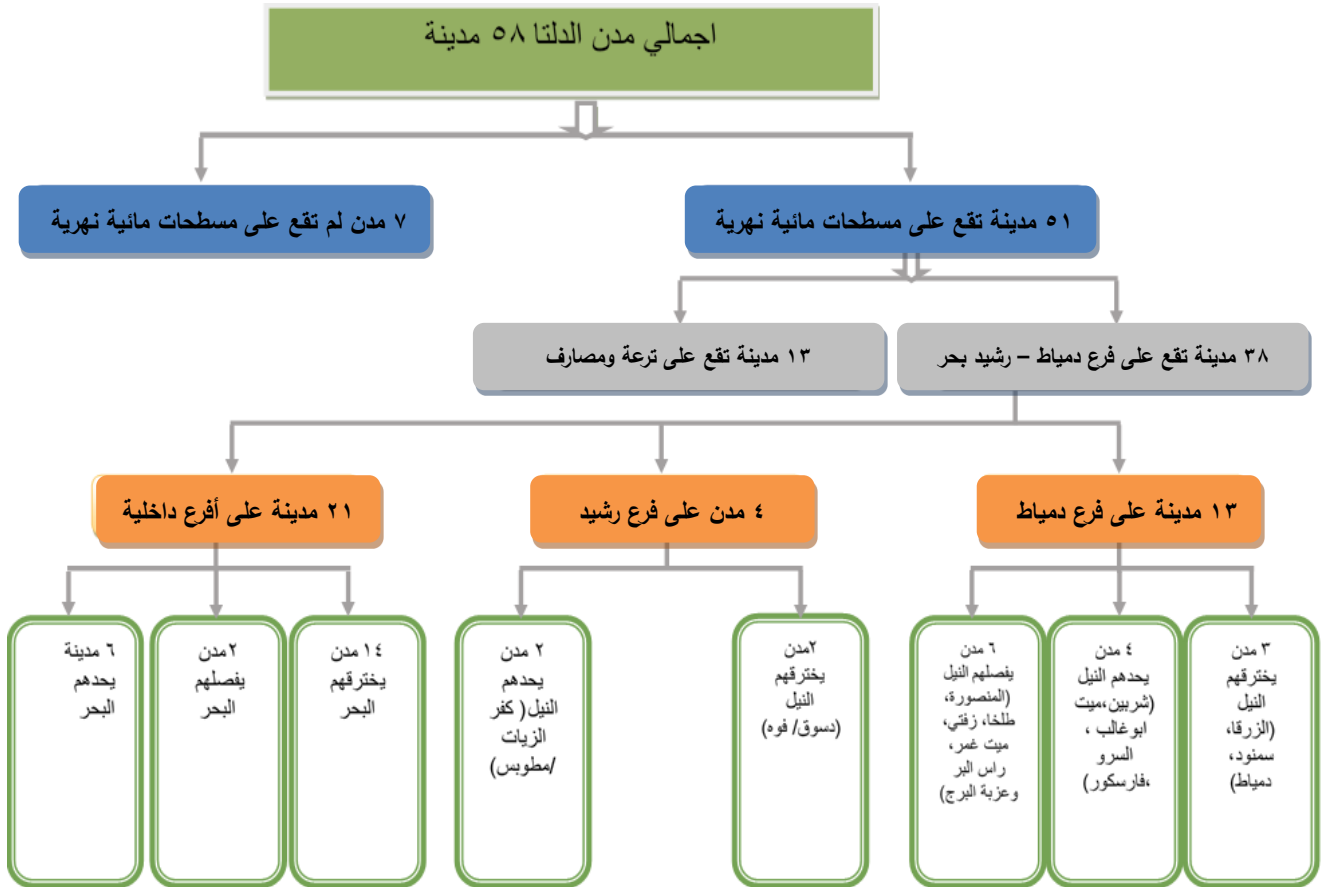 اجمالي مدن الدلتا ٥٨ مدينة
٥١ مدينة تقع على مسطحات مائية نهرية
٧ مدن لم تقع على مسطحات مائية نهرية
٣٨ مدينة تقع على فرع دمياط – رشيد بحر
١٣ مدينة تقع على ترعة ومصارف
١٣ مدينة على فرع دمياط
٤ مدن على فرع رشيد
٢١ مدينة على أفرع داخلية
٣ مدن
يخترقهم
النيل
(الزرقا،
سمنود،
دمياط)
٤ مدن
يحدهم النيل
(شربين،ميت
ابوغالب ،
السرو
،فارسكور)
٦ مدن
يفصلهم النيل
(المنصورة،
طلخا، زفتي،
ميت غمر،
راس البر
وعزبة البرج)
٢مدن
يخترقهم
النيل
(دسوق/ فوه)
٢ مدن
يحدهم
النيل( كفر
الزيات
/مطوبس)
١٤ مدن
يخترقهم
البحر
٢مدن
يفصلهم
البحر
٦ مدينة
يحدهم
البحر